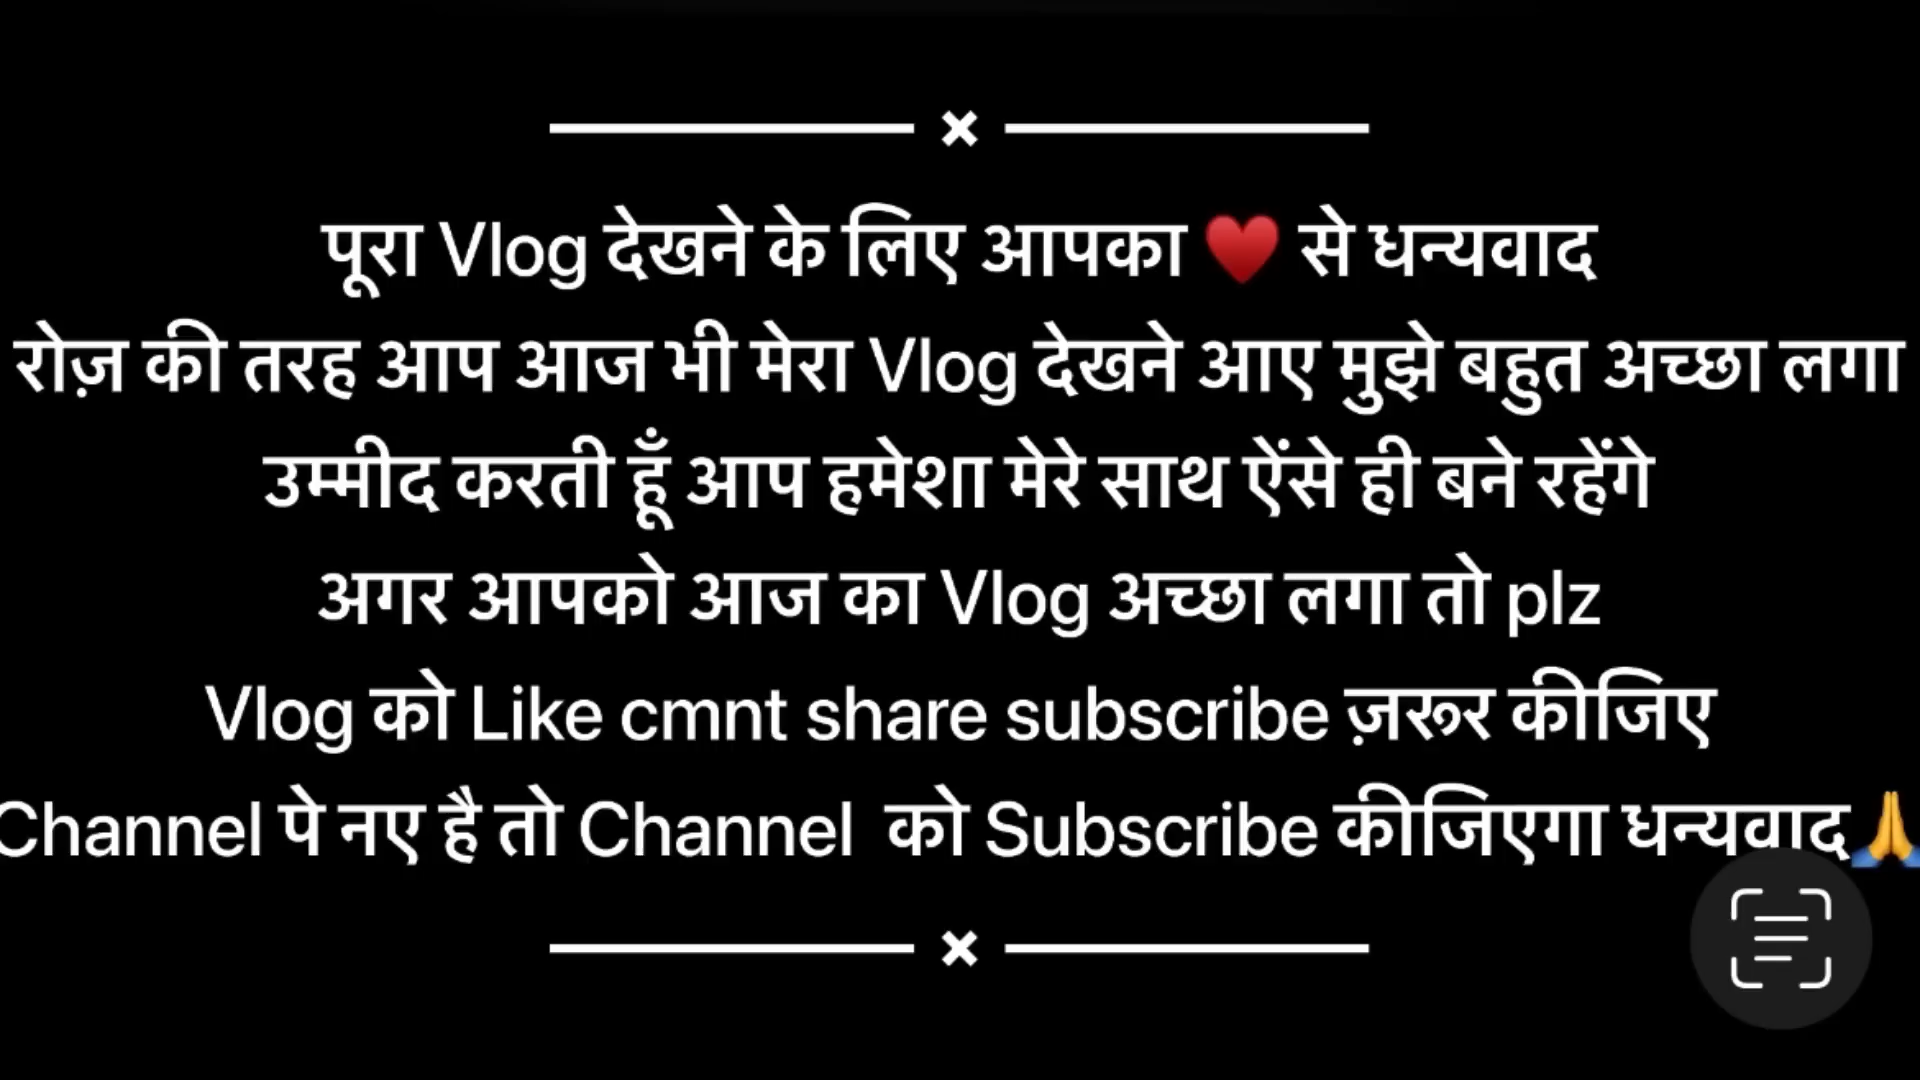 पूरा Vlog देखने के लिए आपका ♥️ से धन्यवाद
रोज़ की तरह आप आज भी मेरा Vlog देखने आए मुझे बहुत अच्छा लगा
उम्मीद करती हूँ आप हमेशा मेरे साथ ऐंसे ही बने रहेंगे
अगर आपको आज का Vlog अच्छा लगा तो plz
Vlog को Like cmnt share subscribe ज़रूर कीजिए
Channel पे नए है तो Channel को Subscribe कीजिएगा धन्यवाद🙏